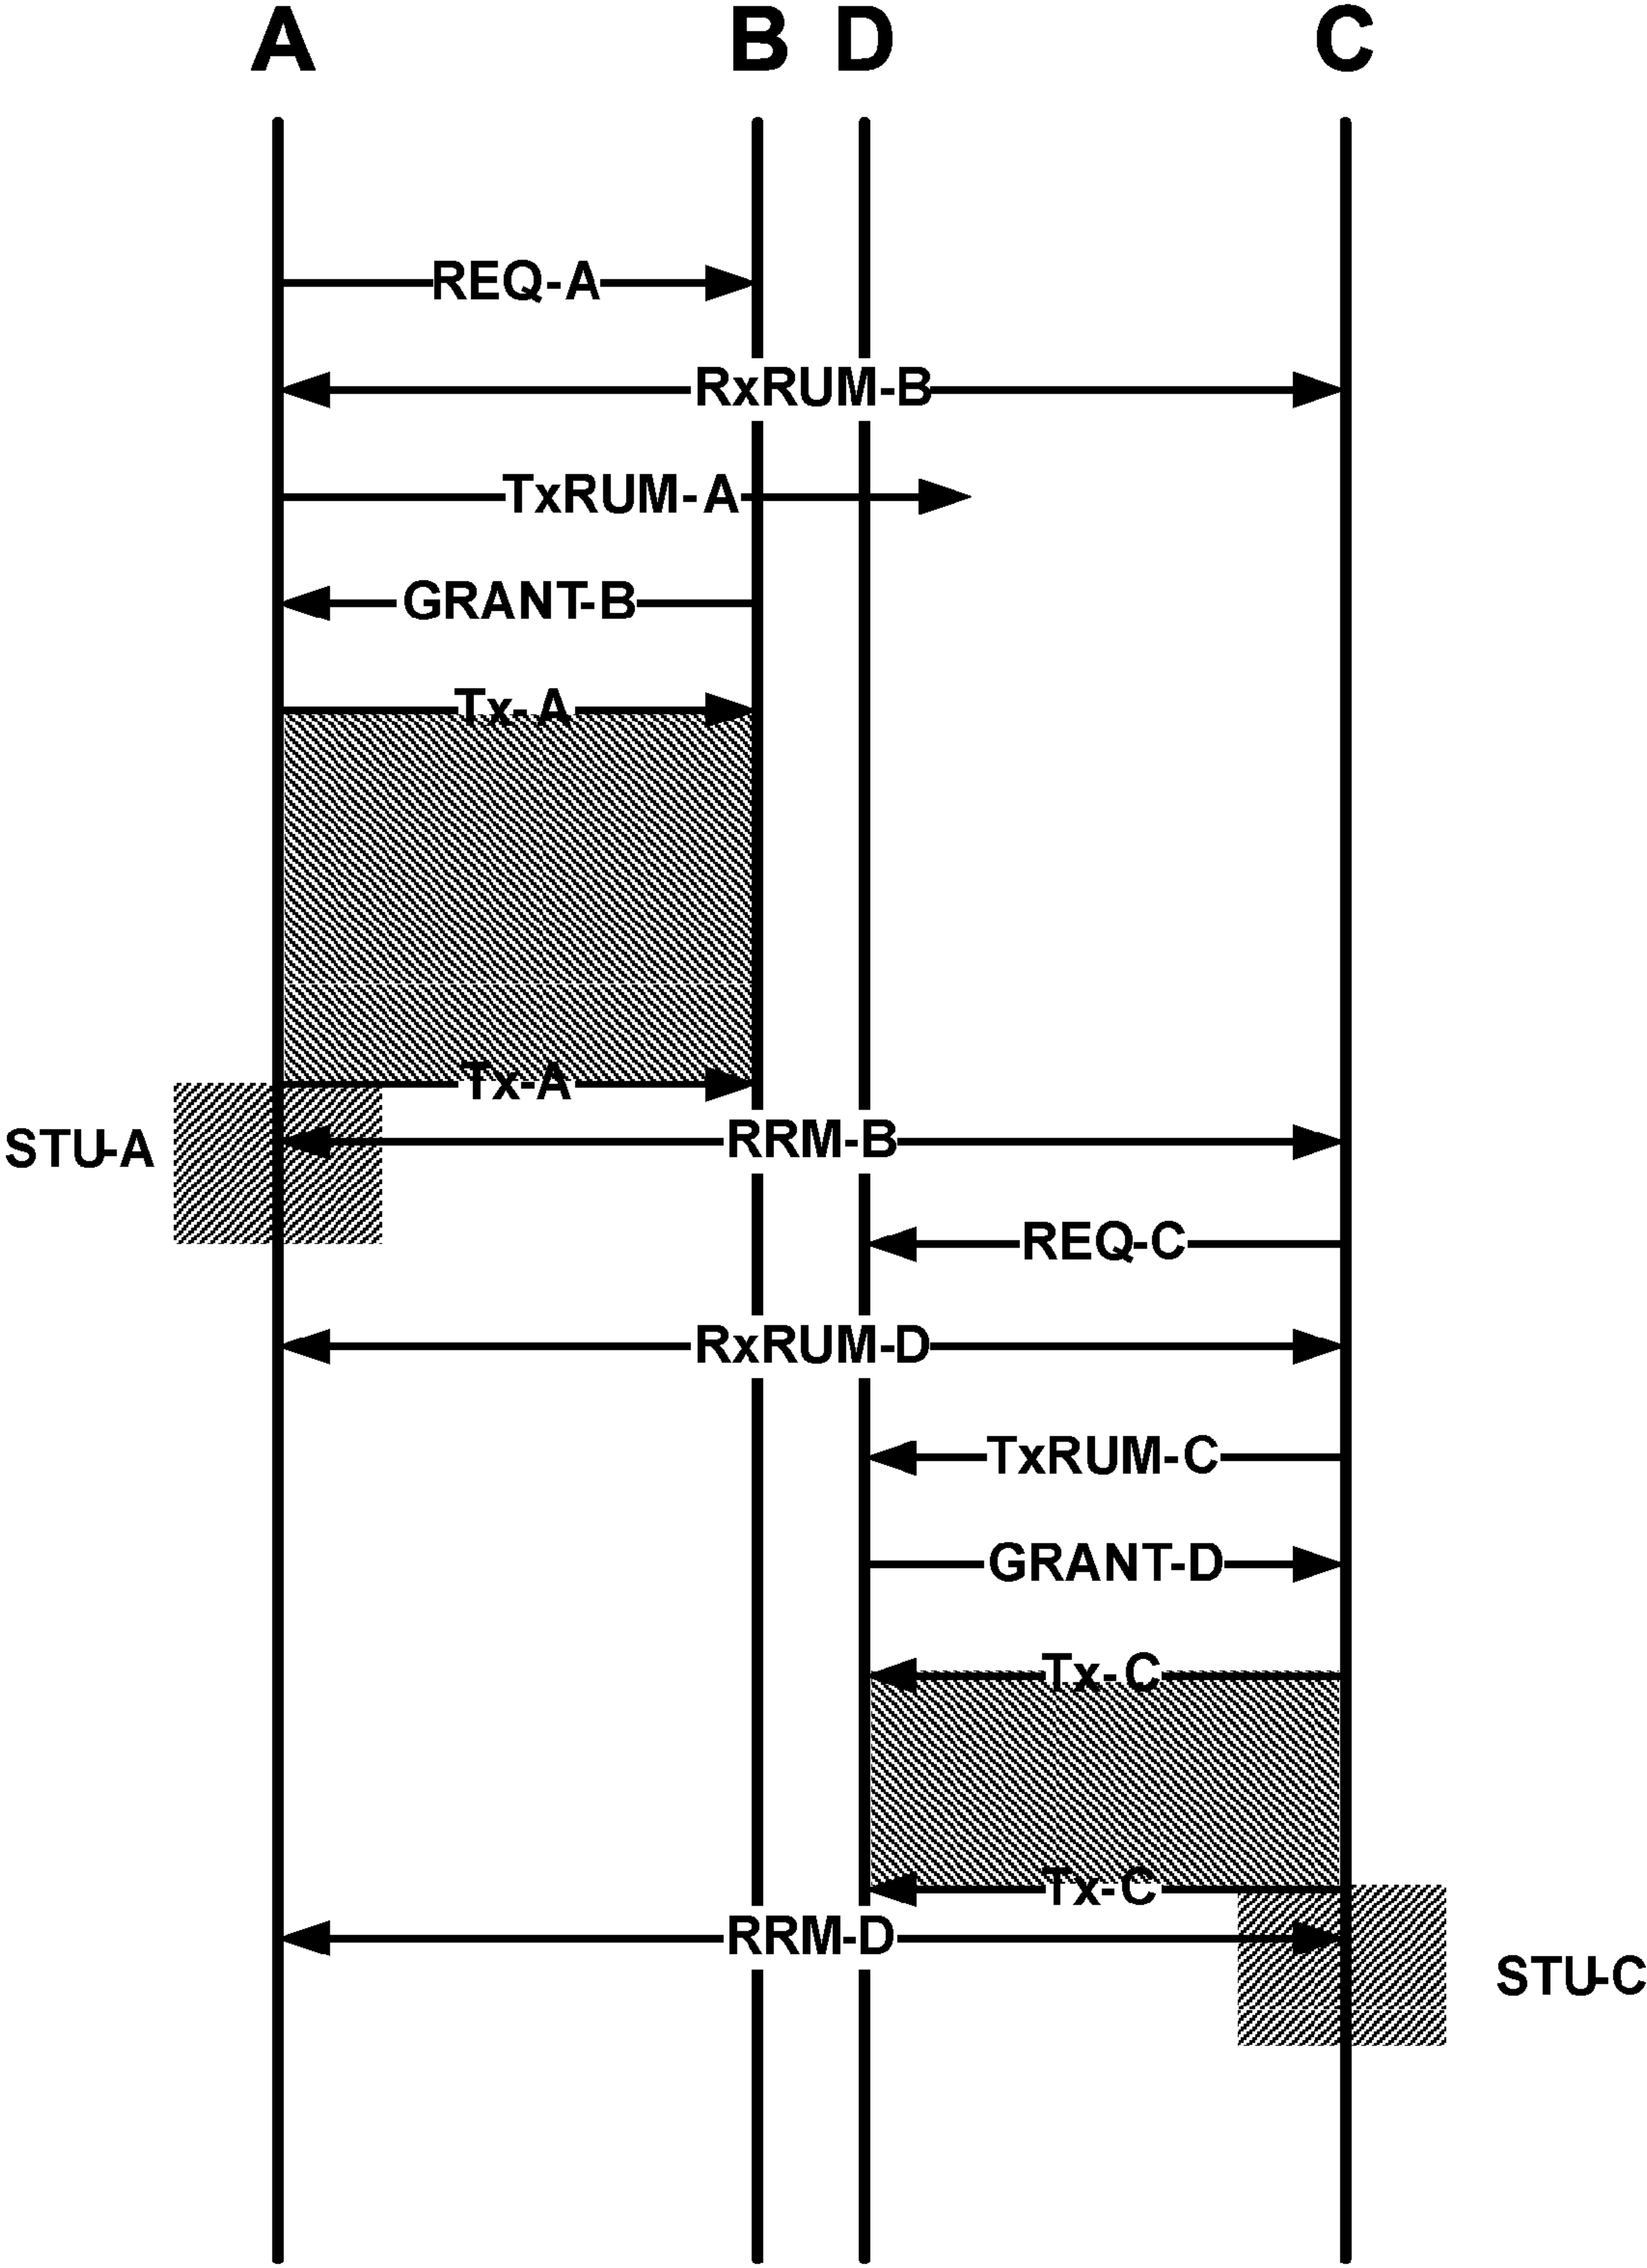 A B D C
REQ-A
RxRUM-B
TxRUM-A
GRANT-B
Tx-A
Tx-A
RRM-B
STU-A
REQ-C
RxRUM-D
TxRUM-C
GRANT-D
Tx-C
Tx-C
RRM-D
STU-C